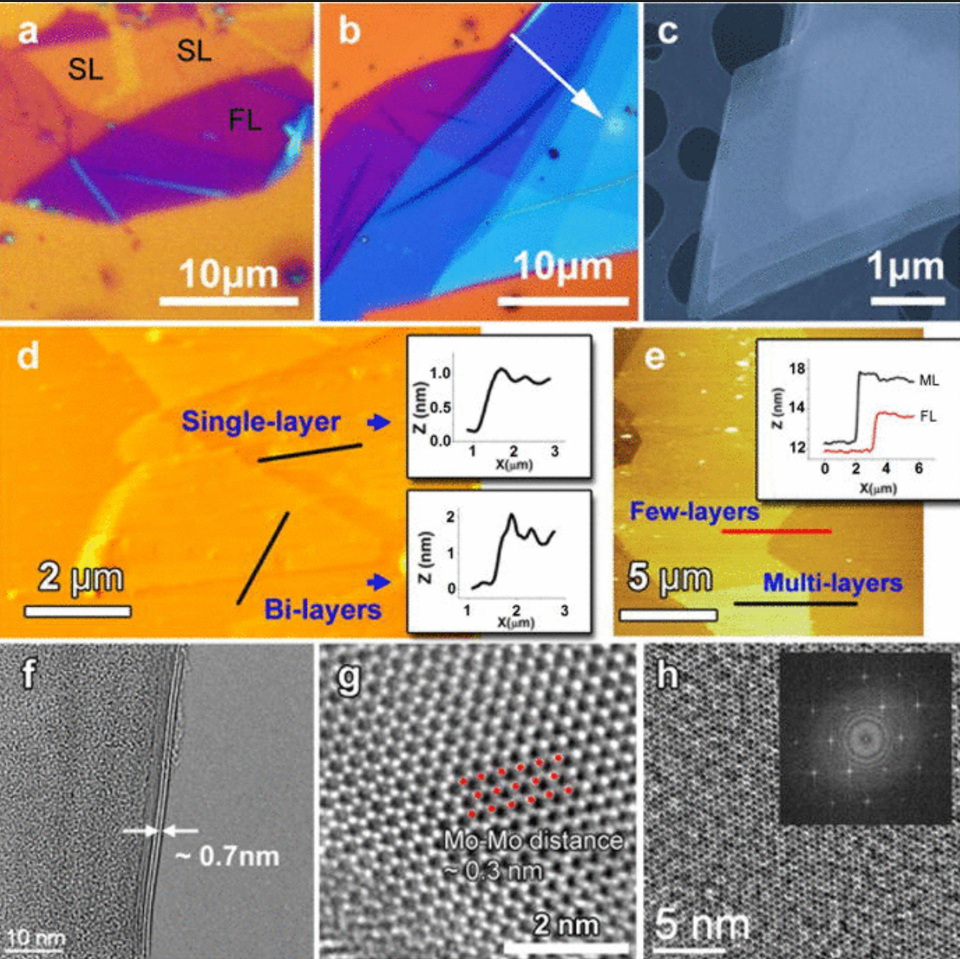 a
SL
SL
FL
10μm
b
10μm
c
1μm
d
Single-layer
2 μm
Bi-layers
Z (nm)
1.0
0.5
0.0
1
2
3
X(μm)
Z (nm)
2
1
0
1
2
3
X(μm)
e
Few-layers
5 μm
Multi-layers
Z (nm)
18
14
12
ML
FL
0
2
4
6
X(μm)
f
~ 0.7nm
10 nm
g
Mo-Mo distance
~ 0.3 nm
2 nm
h
5 nm